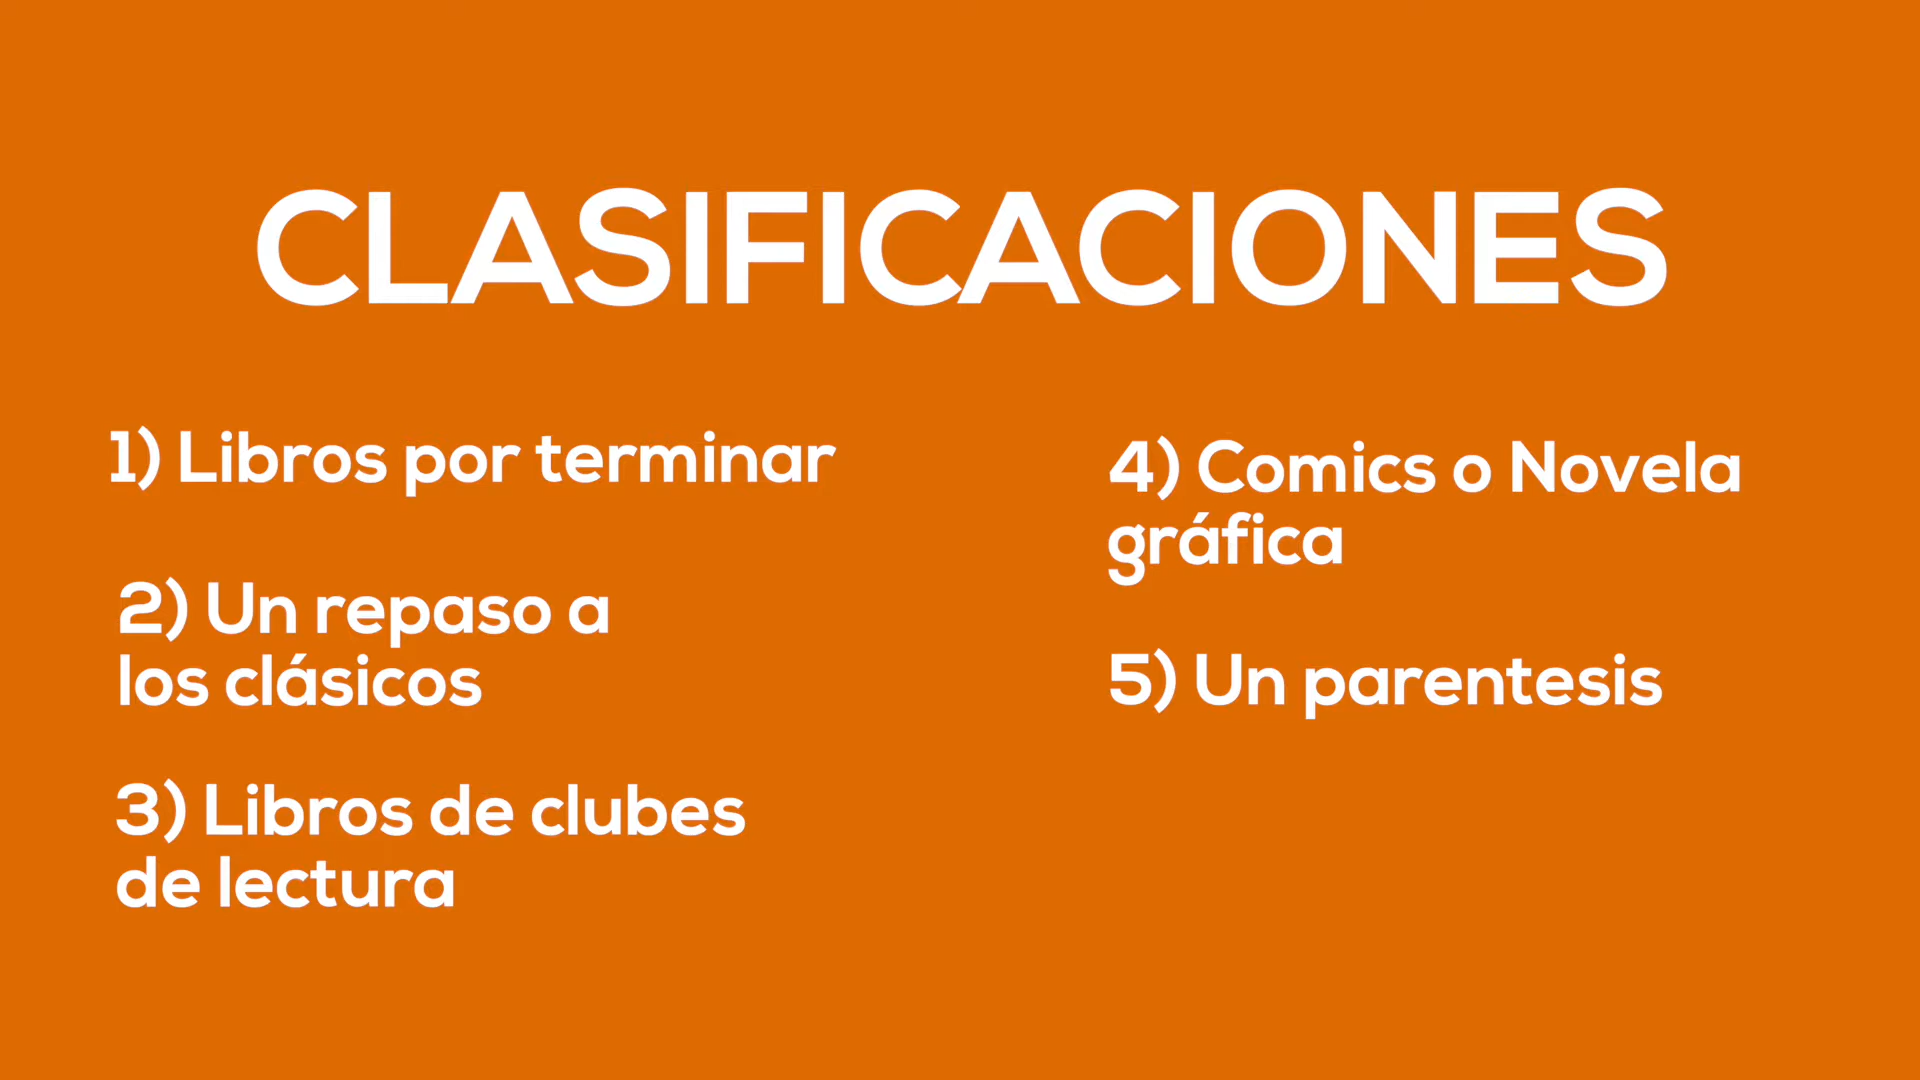 CLASIFICACIONES
1) Libros por terminar
2) Un repaso a
los clásicos
3) Libros de clubes
de lectura
4) Comics o Novela
gráfica
5) Un parentesis